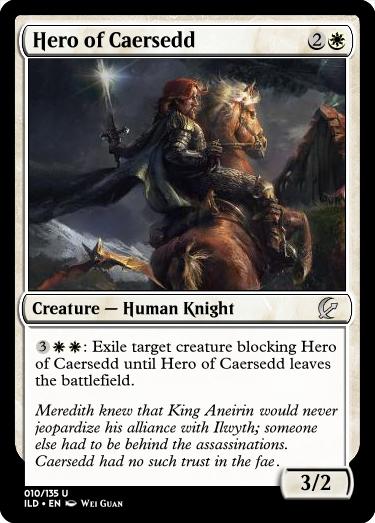 Hero of Caersedd 2
Creature — Human Knight
3: Exile target creature blocking Hero
of Caersedd until Hero of Caersedd leaves
the battlefield.
Meredith knew that King Aneirin would never
jeopardize his alliance with Ilwyth; someone
else had to be behind the assassinations.
Caersedd had no such trust in the fae.
3/2
010/135 U
ILD • EN Wei Guan